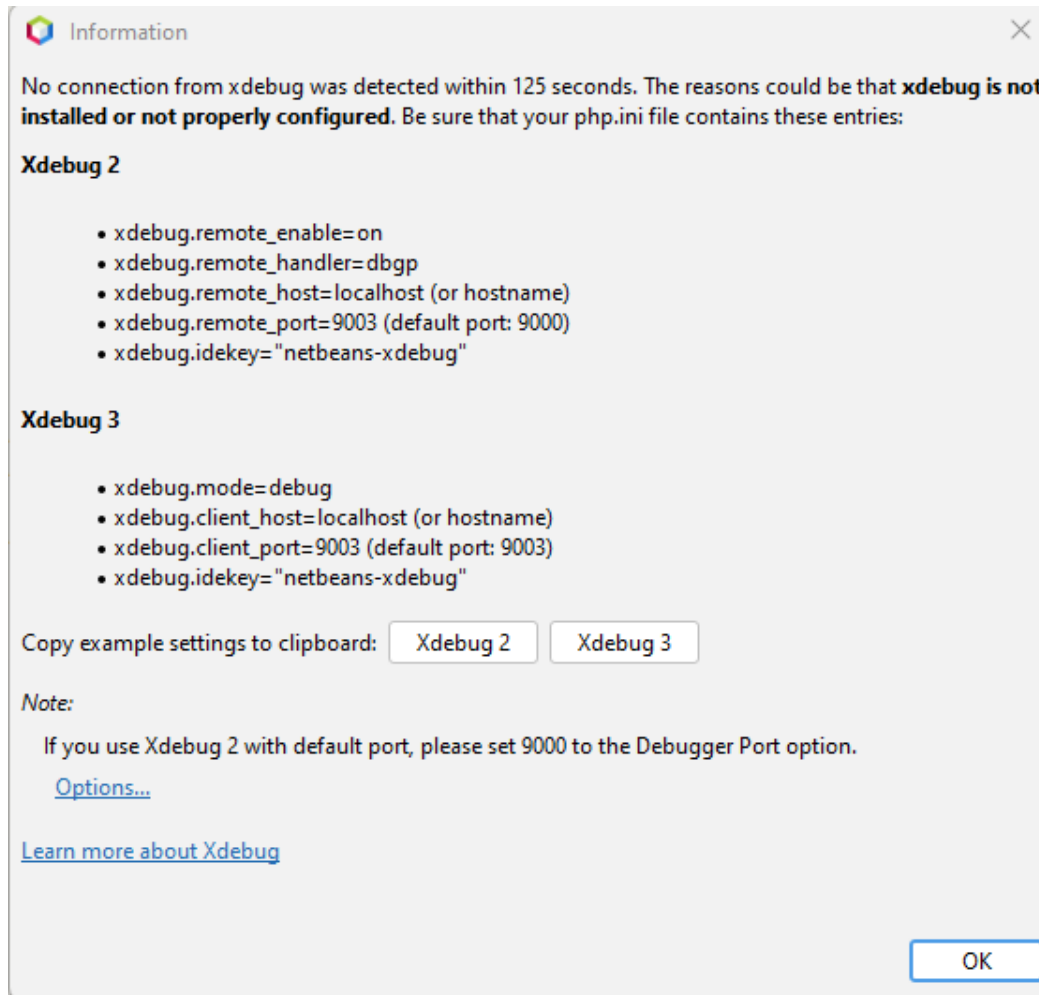 Information
No connection from xdebug was detected within 125 seconds. The reasons could be that xdebug is not
installed or not properly configured. Be sure that your php.ini file contains these entries:
Xdebug 2
• xdebug.remote_enable=on
• xdebug.remote_handler=dbgp
• xdebug.remote_host=localhost (or hostname)
• xdebug.remote_port=9003 (default port: 9000)
• xdebug.idekey="netbeans-xdebug"
Xdebug 3
• xdebug.mode=debug
• xdebug.client_host=localhost (or hostname)
• xdebug.client_port=9003 (default port: 9003)
• xdebug.idekey="netbeans-xdebug"
Copy example settings to clipboard: Xdebug 2 Xdebug 3
Note:
If you use Xdebug 2 with default port, please set 9000 to the Debugger Port option.
Options...
Learn more about Xdebug
OK